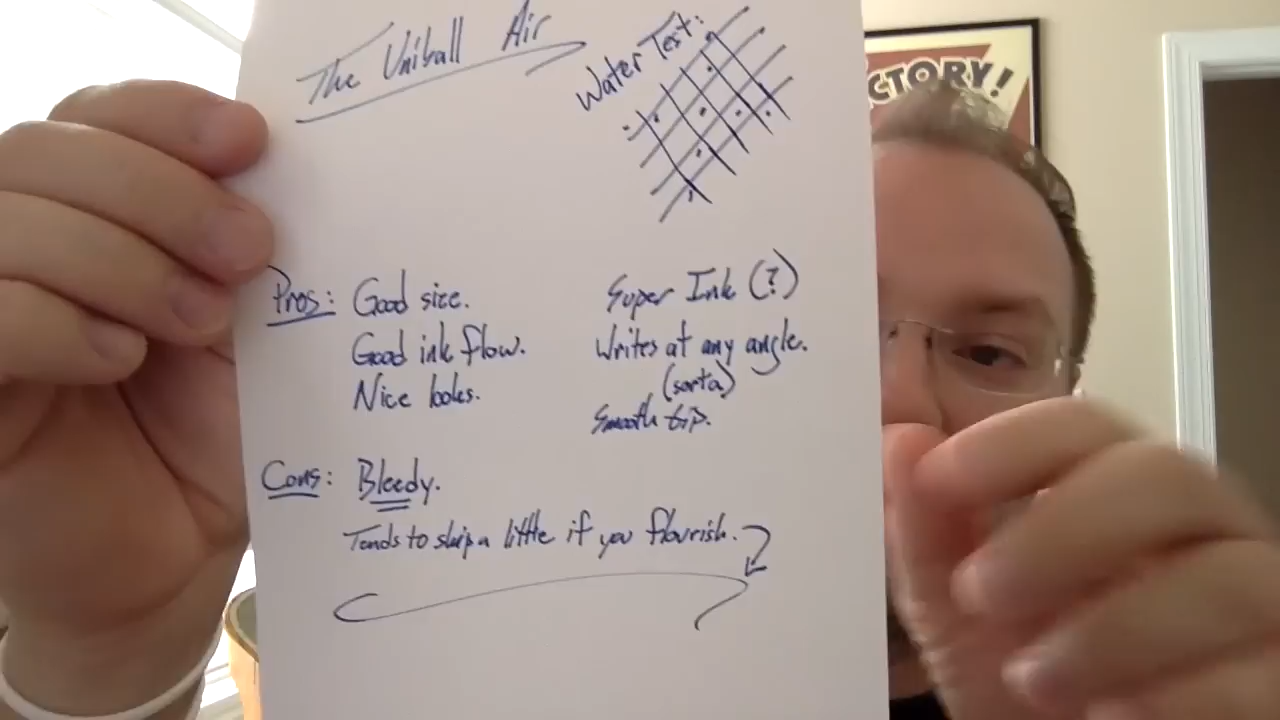 The Uniball Air
Water Test:
CTORY!
Pros: Good size.
Good ink flow.
Nice looks.
Super Ink (?)
Writes at any angle.
(sorta)
Smooth tip.
Cons: Bleedy.
Tends to skip a little if you flourish.